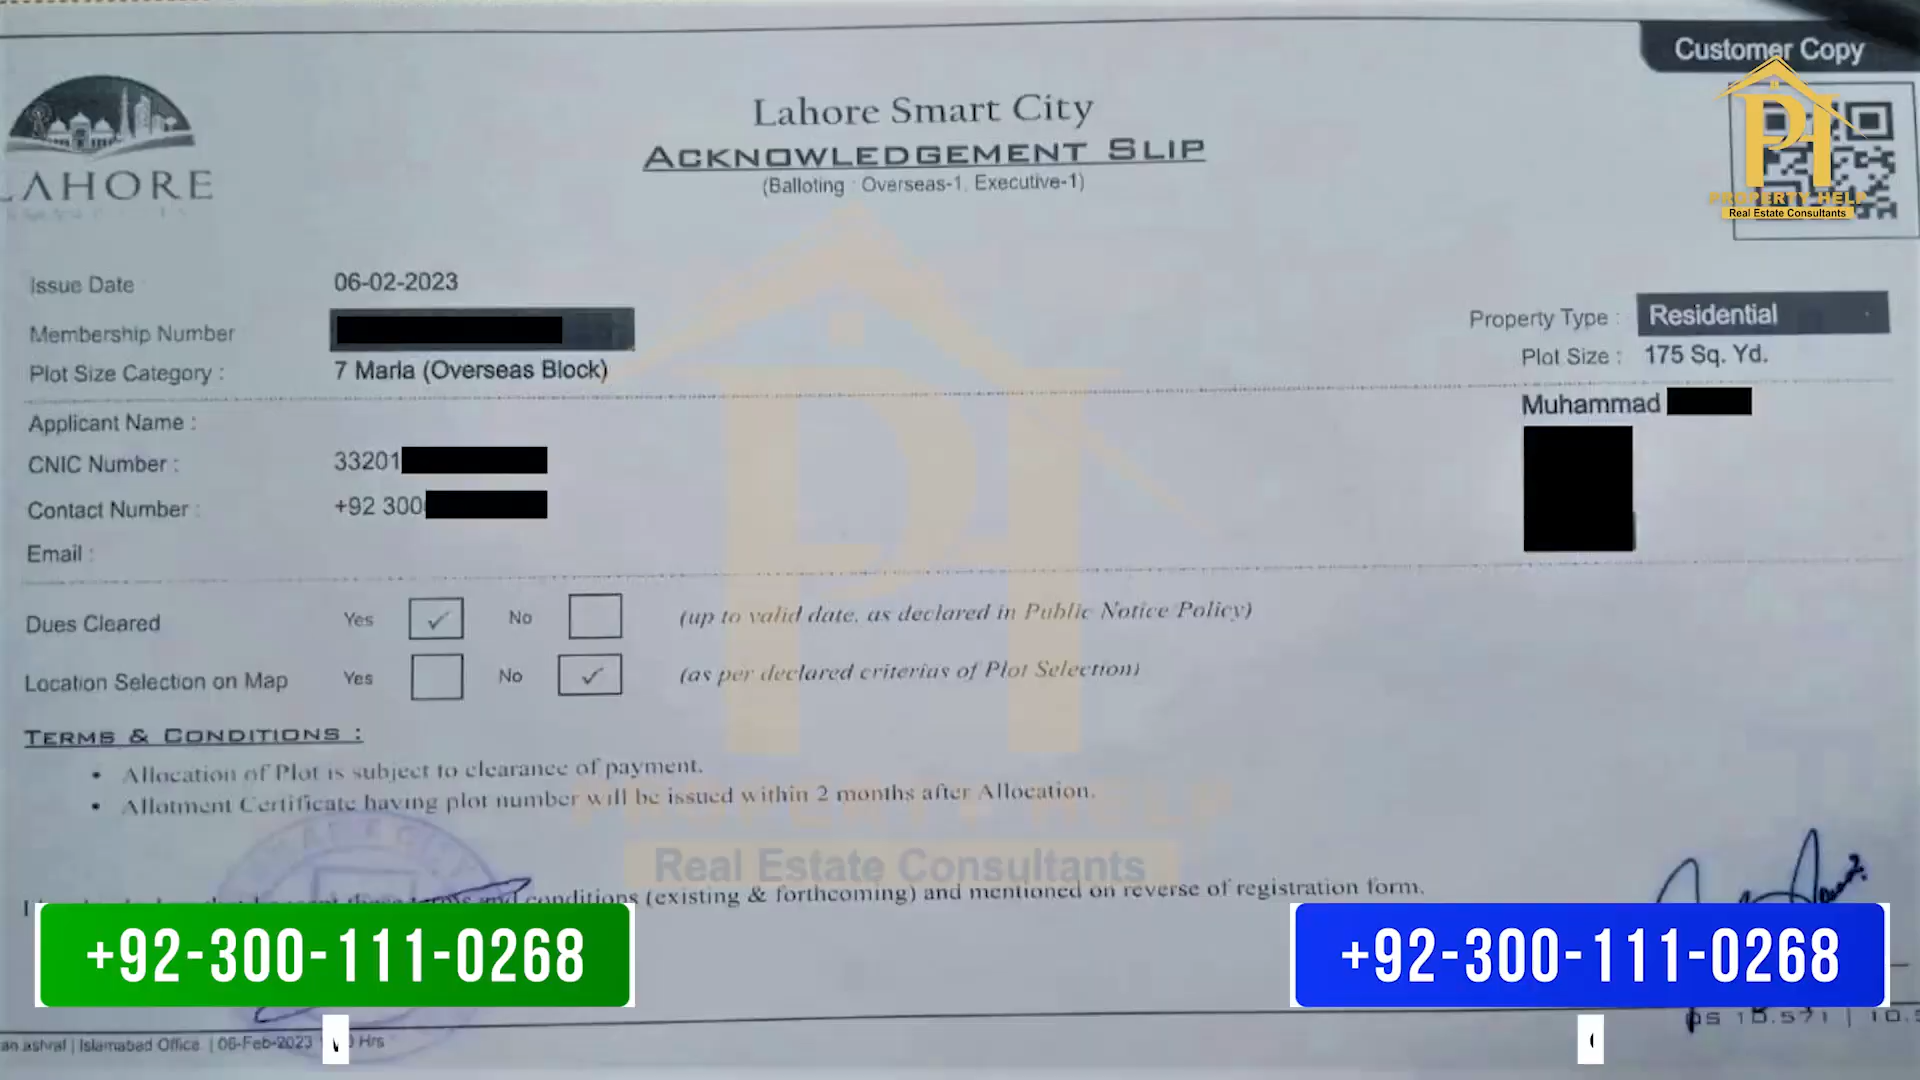 Customer Copy
LAHORE
Lahore Smart City
ACKNOWLEDGEMENT SLIP
(Balloting : Overseas-1, Executive-1)
PH
PROPERTY HELP
Real Estate Consultants
Issue Date
06-02-2023
Membership Number
Property Type : Residential
Plot Size Category : 7 Marla (Overseas Block)
Plot Size : 175 Sq. Yd.
Applicant Name :
Muhammad
CNIC Number : 33201
Contact Number : +92 300
Email :
Dues Cleared Yes ✓ No (up to valid date, as declared in Public Notice Policy)
Location Selection on Map Yes No ✓ (as per declared criterias of Plot Selection)
TERMS & CONDITIONS :
• Allocation of Plot is subject to clearance of payment.
• Allotment Certificate having plot number will be issued within 2 months after Allocation.
PROPERTY HELP
Real Estate Consultants
conditions (existing & forthcoming) and mentioned on reverse of registration form.
+92-300-111-0268
+92-300-111-0268
ashraf | Islamabad Office | 06-Feb-2023 Hrs